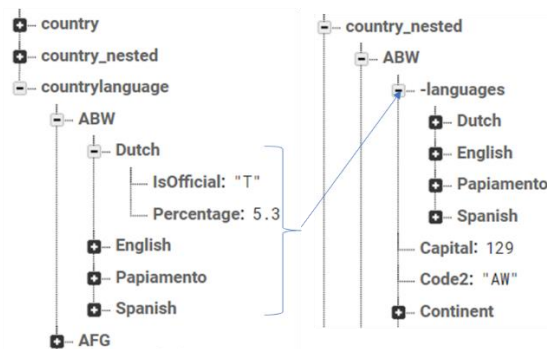 country
country_nested
countrylanguage
ABW
Dutch
IsOfficial: "T"
Percentage: 5.3
English
Papiamento
Spanish
AFG
country_nested
ABW
-languages
Dutch
English
Papiamento
Spanish
Capital: 129
Code2: "AW"
Continent